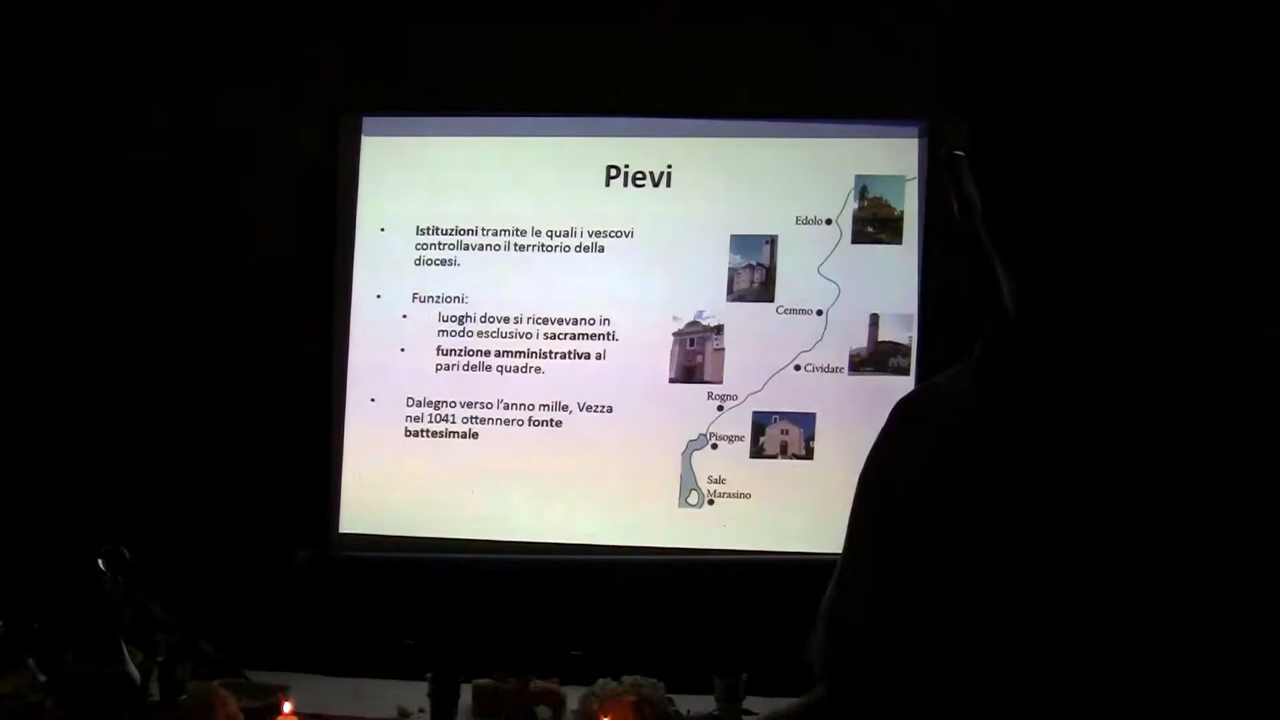 Pievi
• Istituzioni tramite le quali i vescovi
controllavano il territorio della
diocesi.
• Funzioni:
• luoghi dove si ricevevano in
modo esclusivo i sacramenti.
• funzione amministrativa al
pari delle quadre.
• Dalegno verso l'anno mille, Vezza
nel 1041 ottennero fonte
battesimale
Edolo
Cemmo
Cividate
Rogno
Pisogne
Sale
Marasino